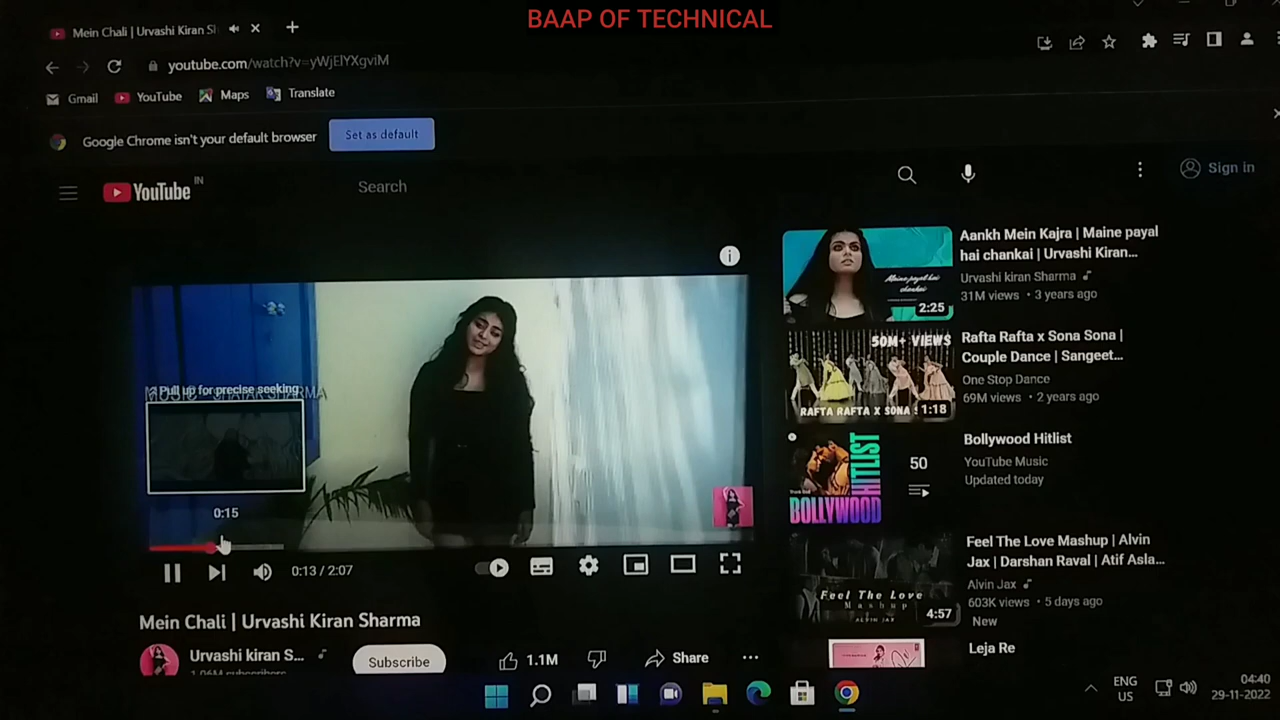 BAAP OF TECHNICAL
Mein Chali | Urvashi Kiran S
youtube.com/watch?v=yWjElYXgviM
Gmail
YouTube
Maps
Translate
Google Chrome isn't your default browser
Set as default
YouTube IN
Search
Sign in
Pull up for precise seeking
0:15
0:13 / 2:07
Mein Chali | Urvashi Kiran Sharma
Urvashi kiran S...
Subscribe
1.1M
Share
Aankh Mein Kajra | Maine payal
hai chankai | Urvashi Kiran...
Urvashi kiran Sharma
31M views • 3 years ago
Maine payal hai
chankai
2:25
50M+ VIEWS
RAFTA RAFTA X SONA
1:18
Rafta Rafta x Sona Sona |
Couple Dance | Sangeet...
One Stop Dance
69M views • 2 years ago
HITLIST
BOLLYWOOD
50
Bollywood Hitlist
YouTube Music
Updated today
Feel The Love
Mashup
ALVIN JAX
4:57
Feel The Love Mashup | Alvin
Jax | Darshan Raval | Atif Asla...
Alvin Jax
603K views • 5 days ago
New
Leja Re
ENG
US
04:40
29-11-2022